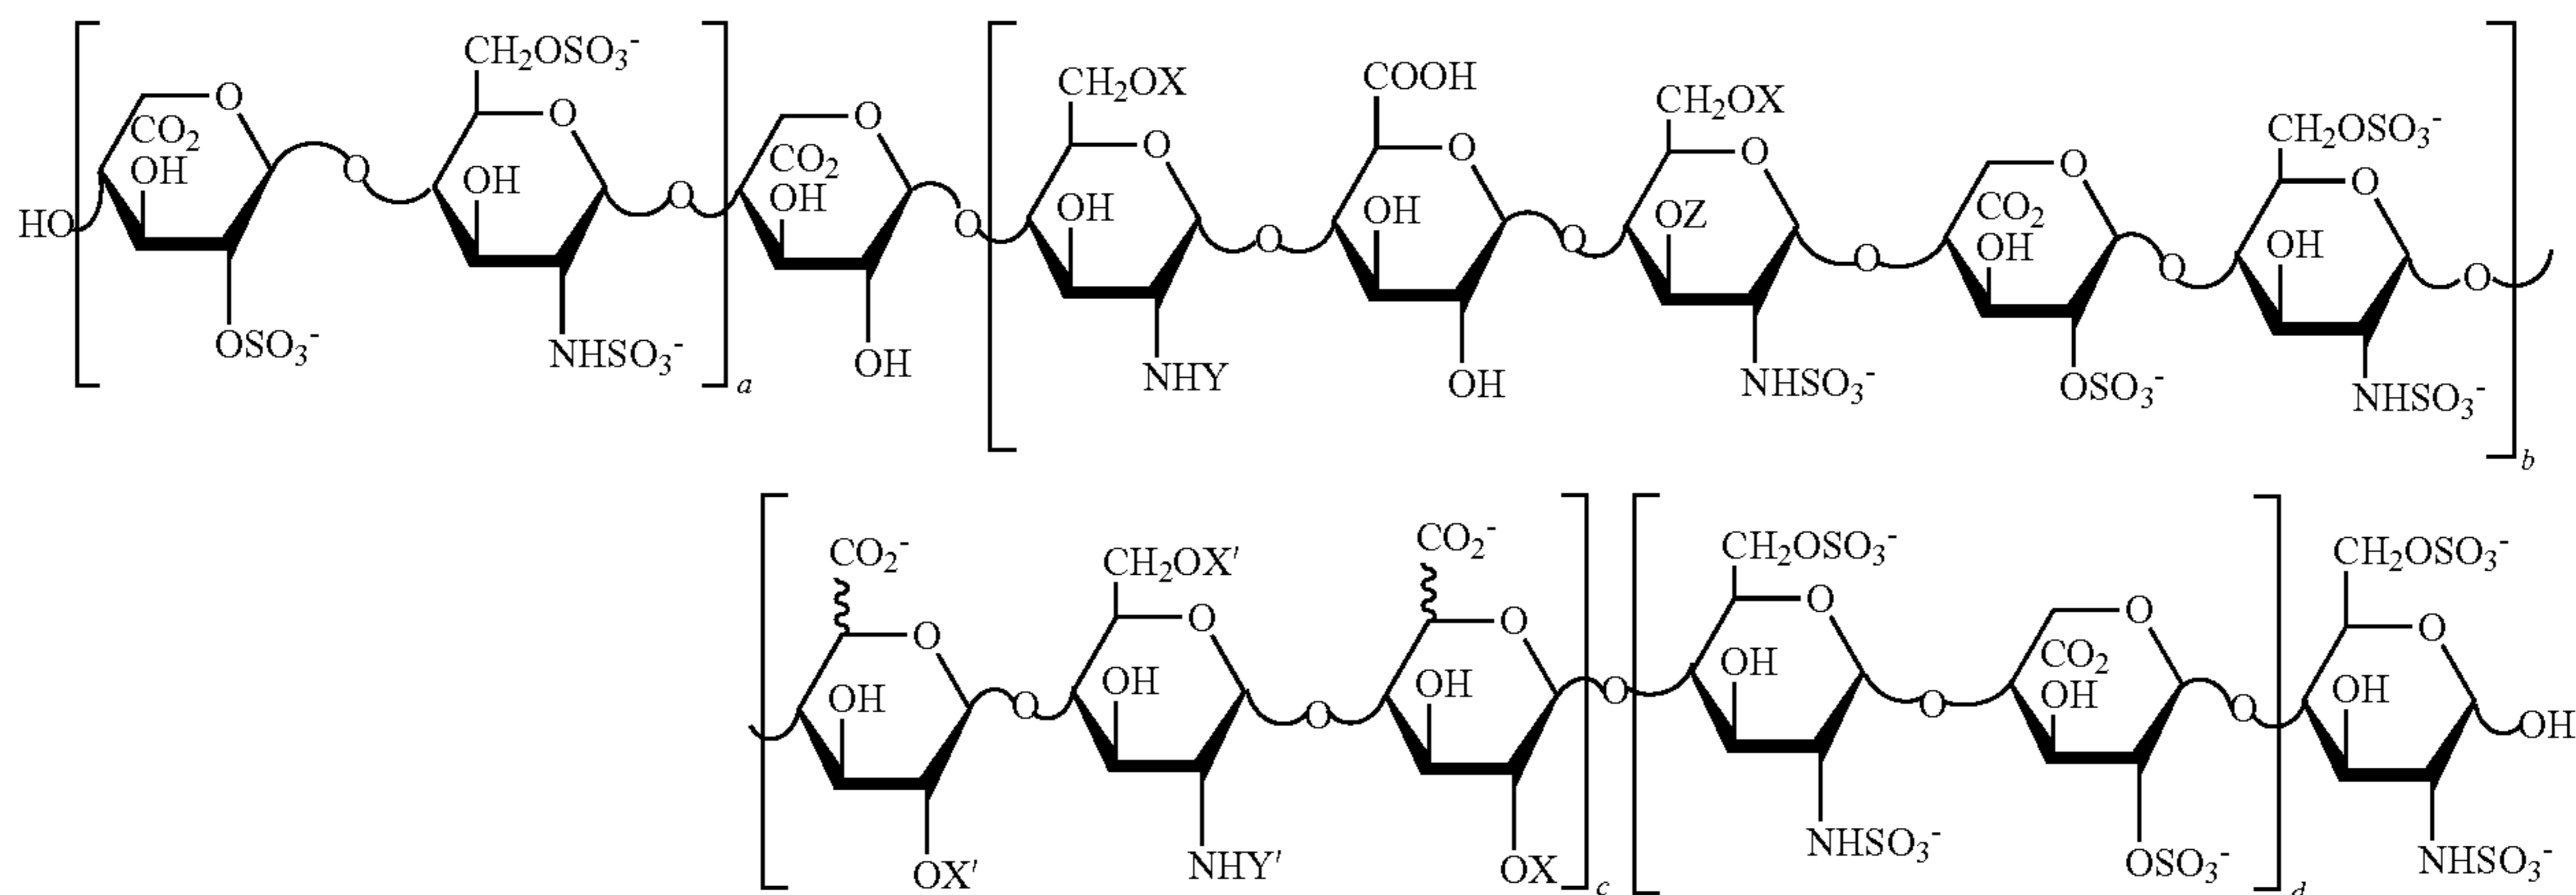 HO
O
CO₂
OH
OSO₃⁻
O
CH₂OSO₃⁻
O
OH
NHSO₃⁻
O
a
O
CO₂
OH
OH
O
CH₂OX
O
OH
NHY
O
COOH
O
OH
OH
O
CH₂OX
O
OZ
NHSO₃⁻
O
O
CO₂
OH
OSO₃⁻
O
CH₂OSO₃⁻
O
OH
NHSO₃⁻
O
b
CO₂⁻
O
OH
OX'
O
CH₂OX'
O
OH
NHY'
O
CO₂⁻
O
OH
OX
c
O
CH₂OSO₃⁻
O
OH
NHSO₃⁻
O
O
CO₂
OH
OSO₃⁻
O
d
CH₂OSO₃⁻
O
OH
NHSO₃⁻
OH